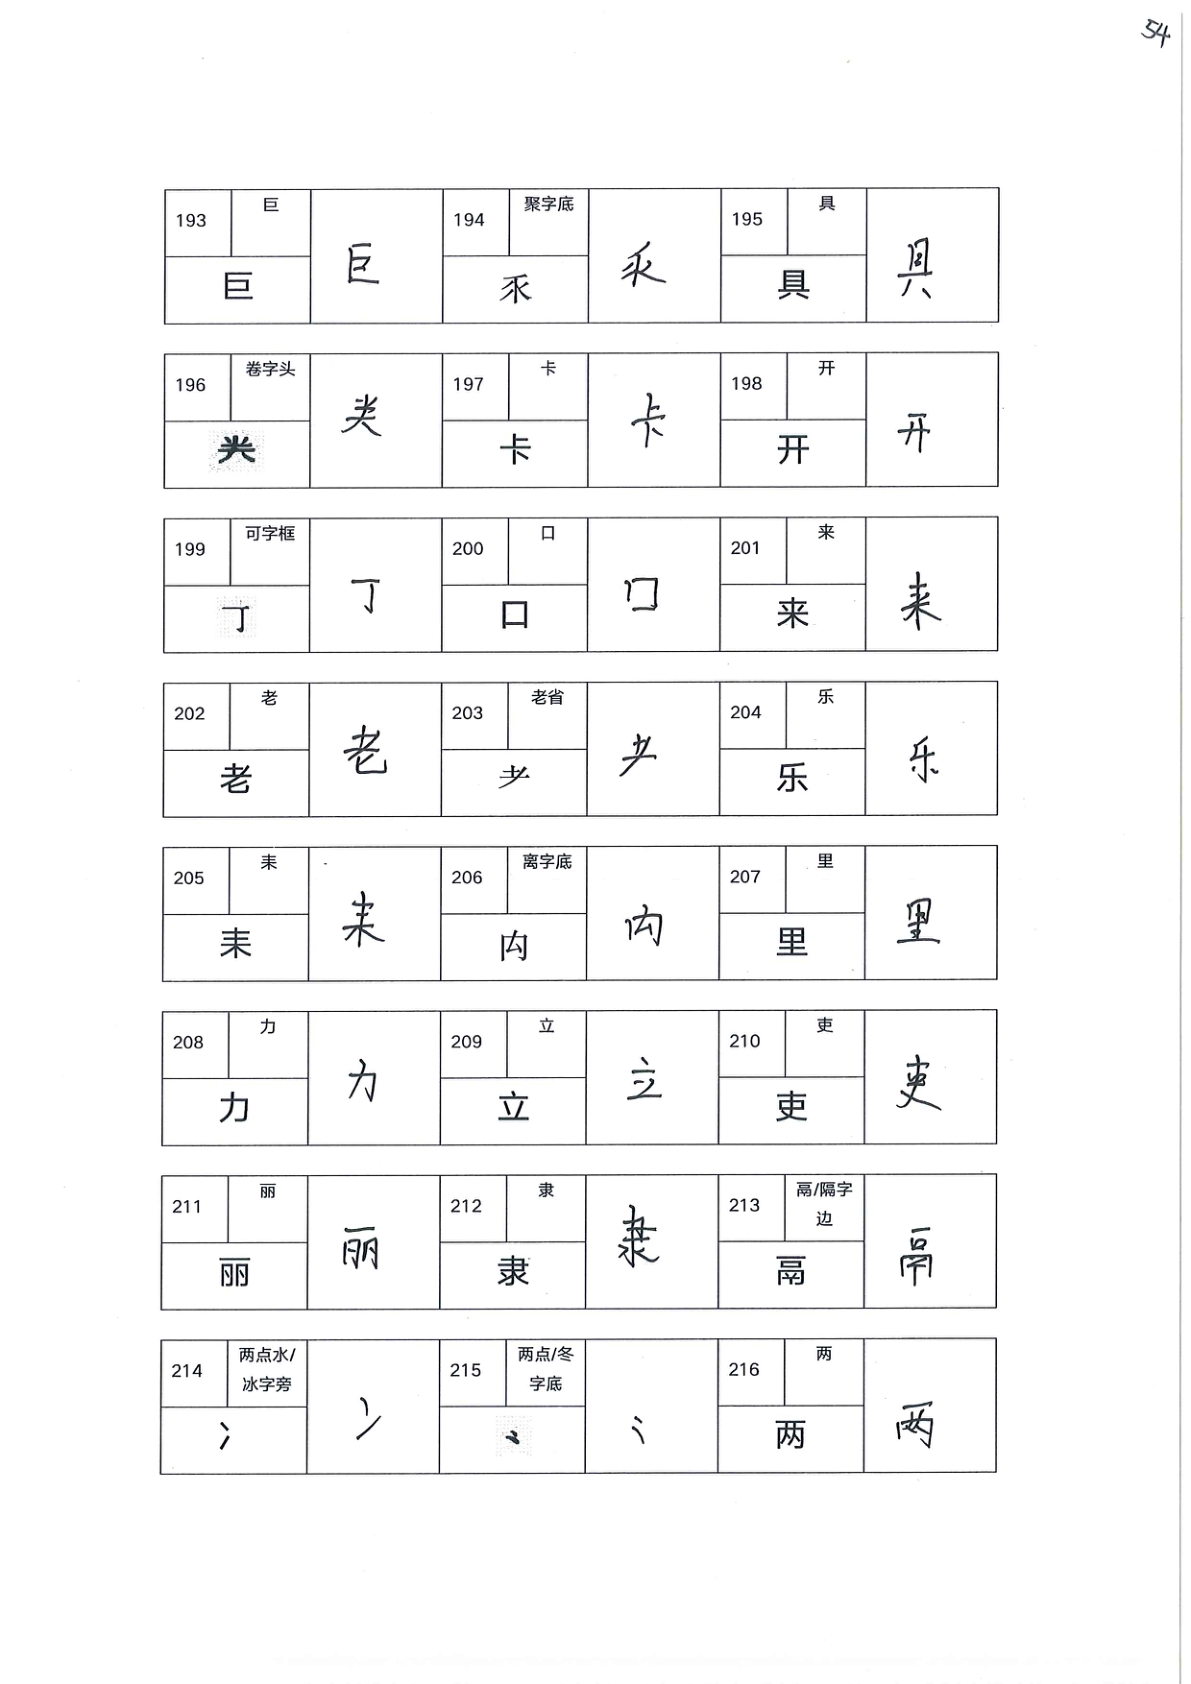 54
193 巨 巨 巨 194 聚字底 乑 乑 195 具 具 具
196 卷字头 龹 龹 197 卡 卡 卡 198 开 开 开
199 可字框 丁 丁 200 口 口 口 201 来 来 来
202 老 老 老 203 老省 耂 耂 204 乐 乐 乐
205 耒 耒 耒 206 离字底 禸 禸 207 里 里 里
208 力 力 力 209 立 立 立 210 吏 吏 吏
211 丽 丽 丽 212 隶 隶 隶 213 鬲/隔字边 鬲 鬲
214 两点水/冰字旁 冫 冫 215 两点/冬字底 ⺀ ⺀ 216 两 两 两